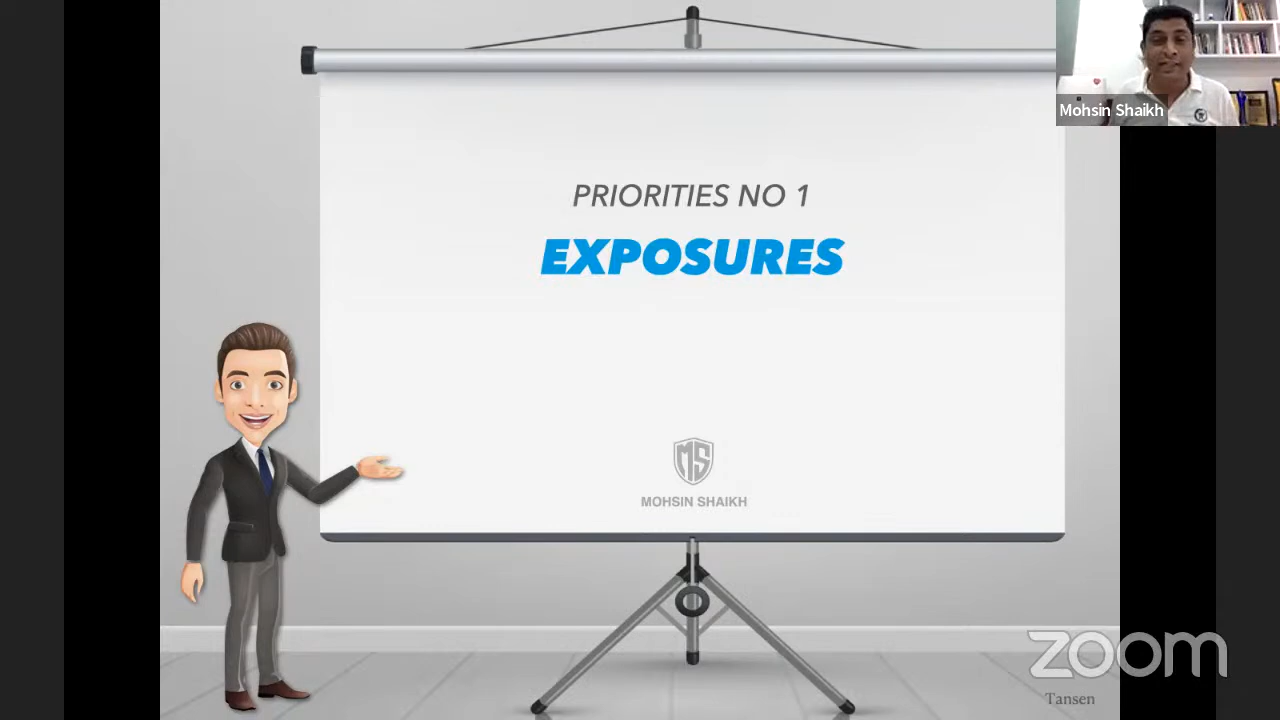 Mohsin Shaikh
PRIORITIES NO 1
EXPOSURES
MS
MOHSIN SHAIKH
zoom
Tansen